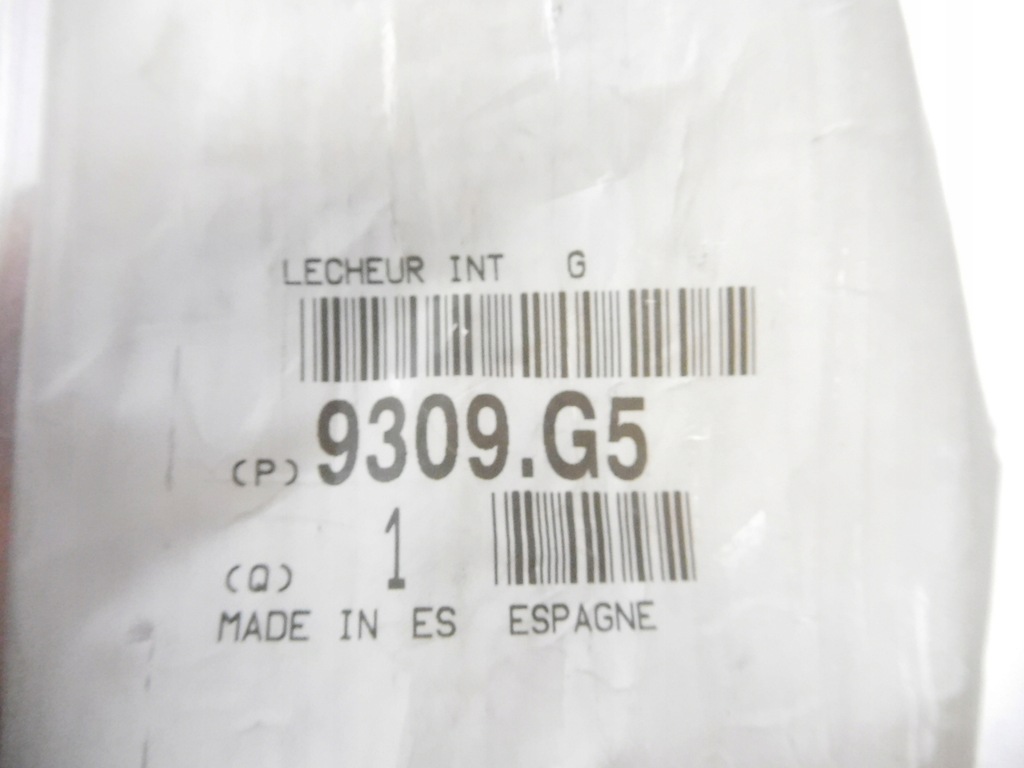 LECHEUR INT G
(P) 9309.G5
(Q) 1
MADE IN ES ESPAGNE